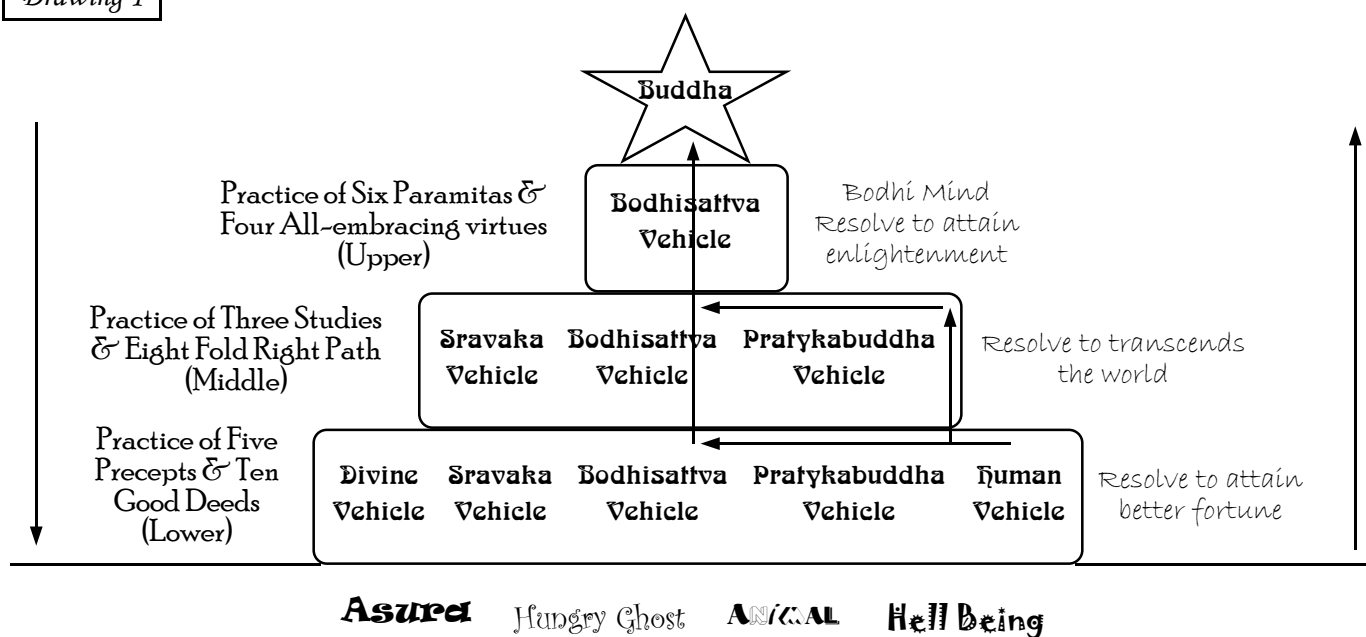 Drawing 1
Buddha
Practice of Six Paramitas &
Four All-embracing virtues
(Upper)
Bodhisattva
Vehicle
Bodhi Mind
Resolve to attain
enlightenment
Practice of Three Studies
& Eight Fold Right Path
(Middle)
Sravaka Bodhisattva Pratykabuddha
Vehicle Vehicle Vehicle
Resolve to transcends
the world
Practice of Five
Precepts & Ten
Good Deeds
(Lower)
Divine Sravaka Bodhisattva Pratykabuddha Human
Vehicle Vehicle Vehicle Vehicle Vehicle
Resolve to attain
better fortune
Asura Hungry Ghost ANIMAL Hell Being